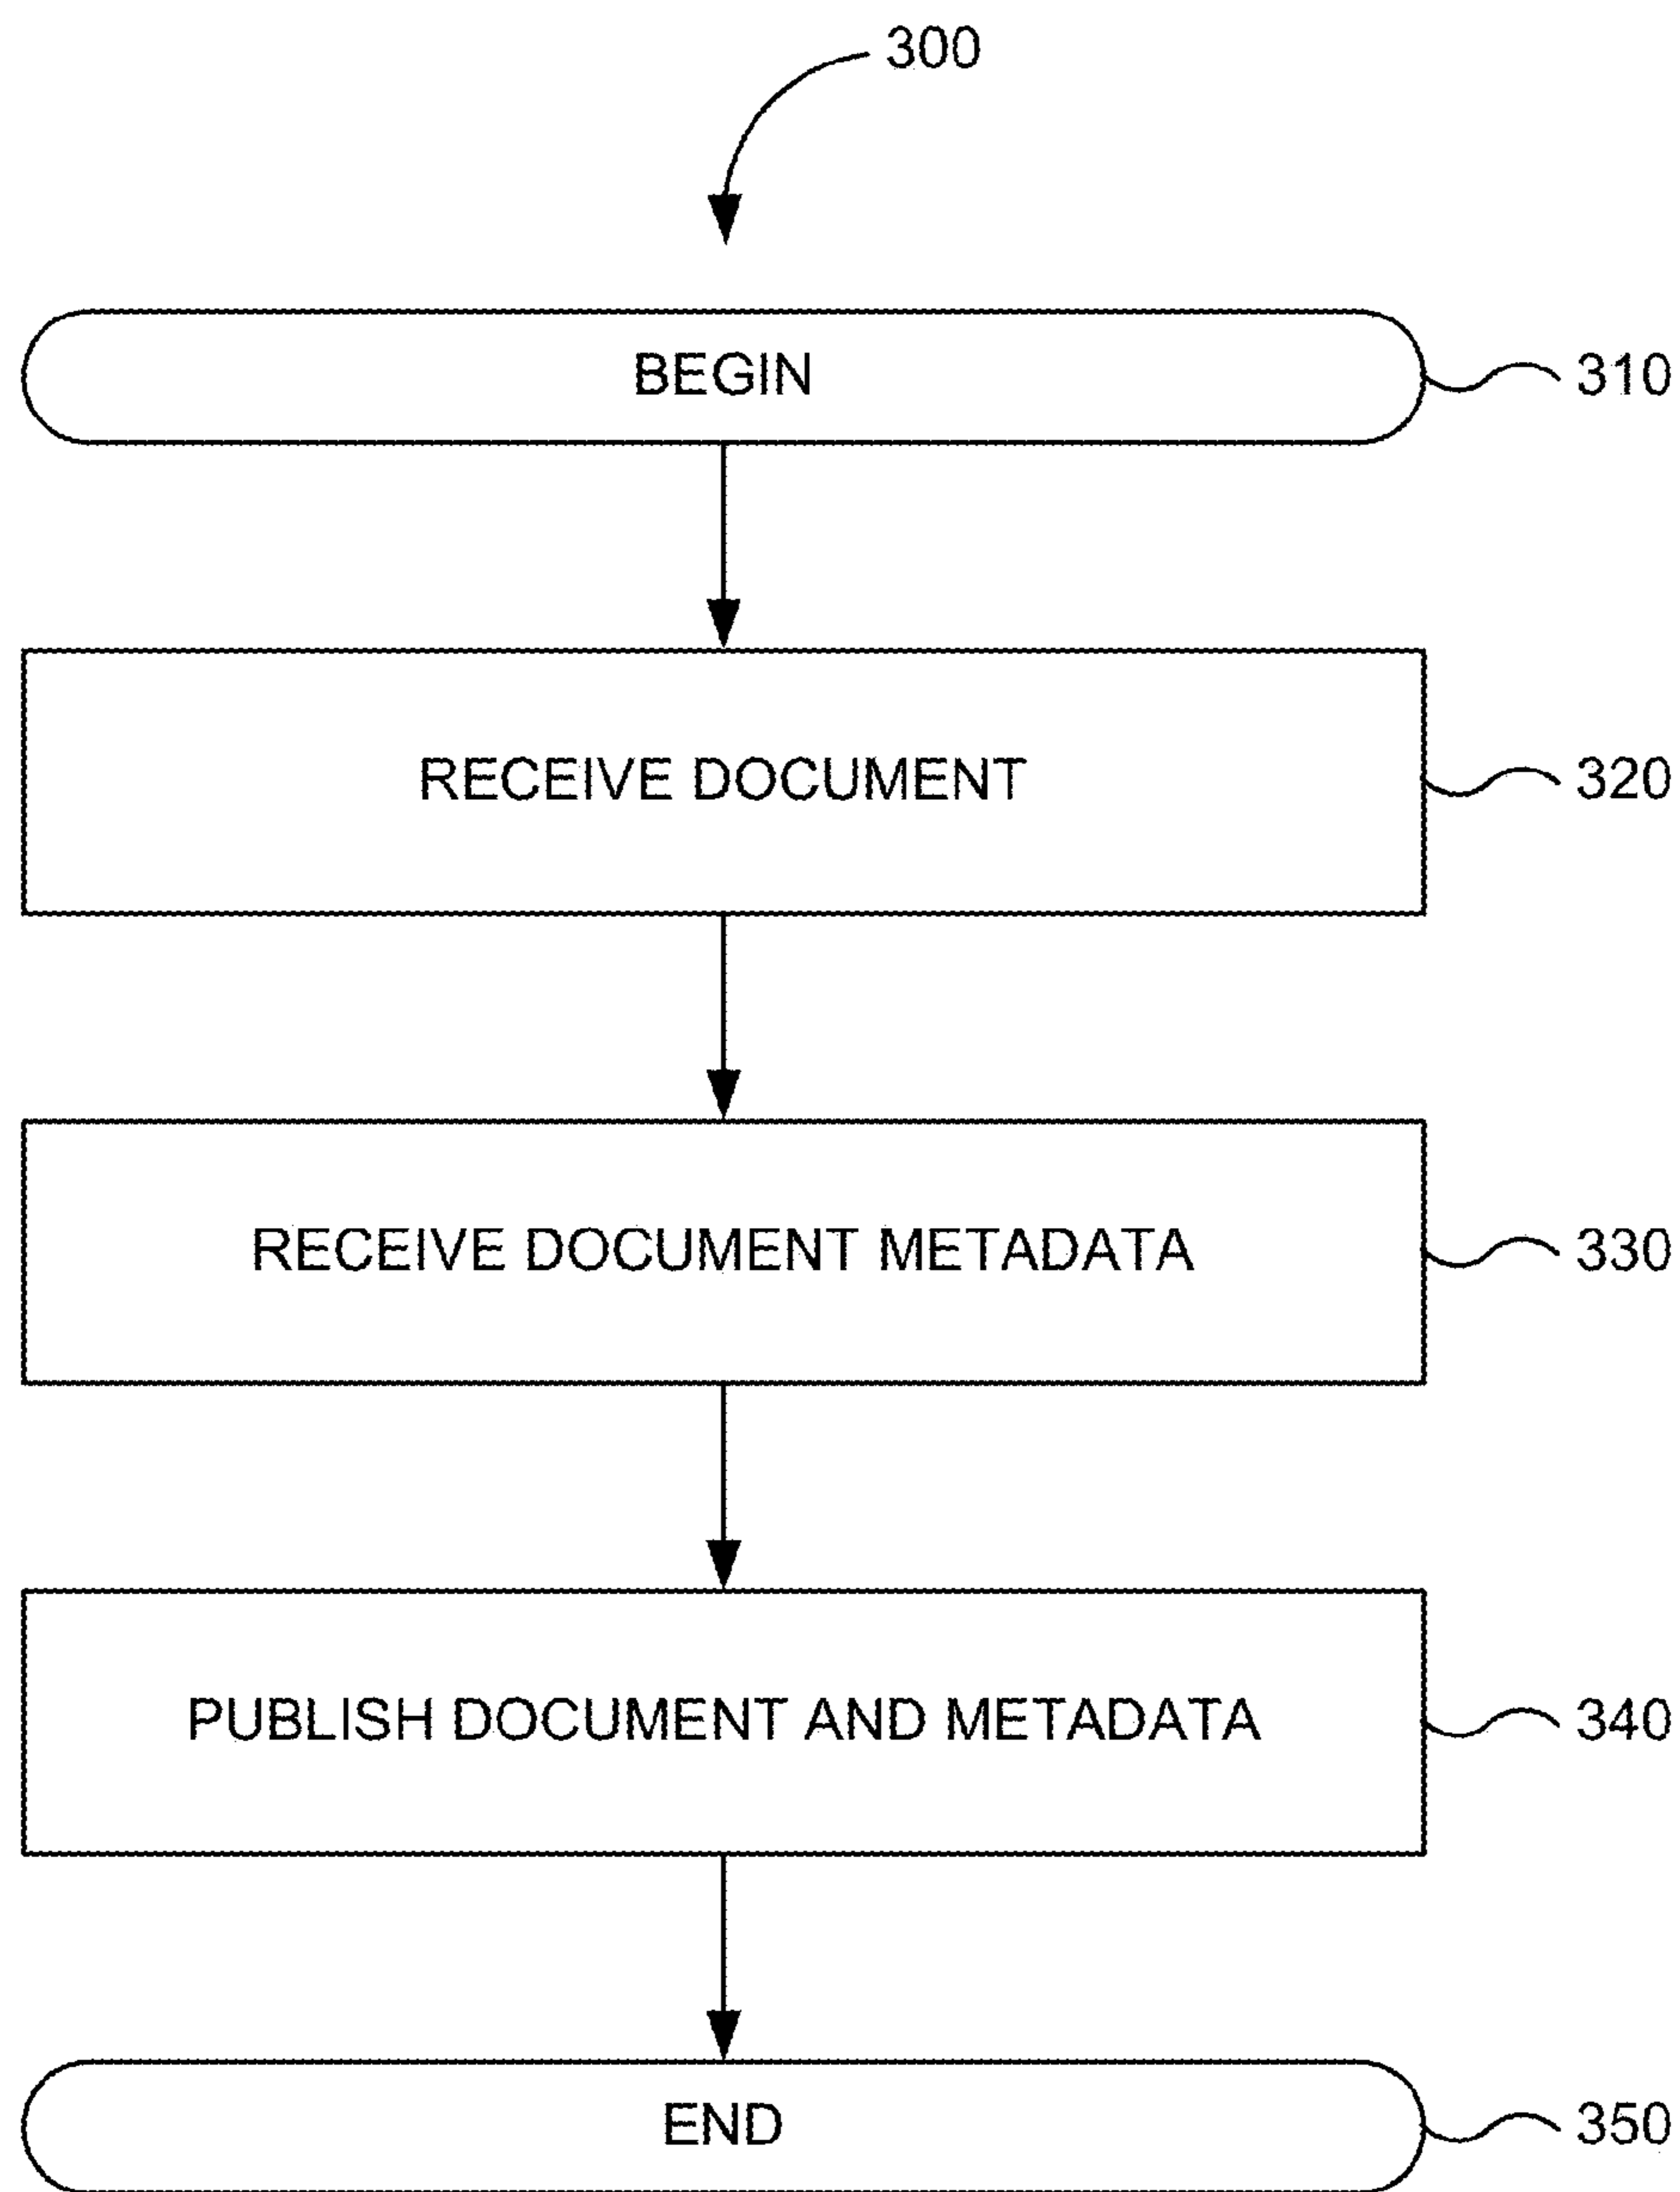 300
BEGIN 310
RECEIVE DOCUMENT 320
RECEIVE DOCUMENT METADATA 330
PUBLISH DOCUMENT AND METADATA 340
END 350